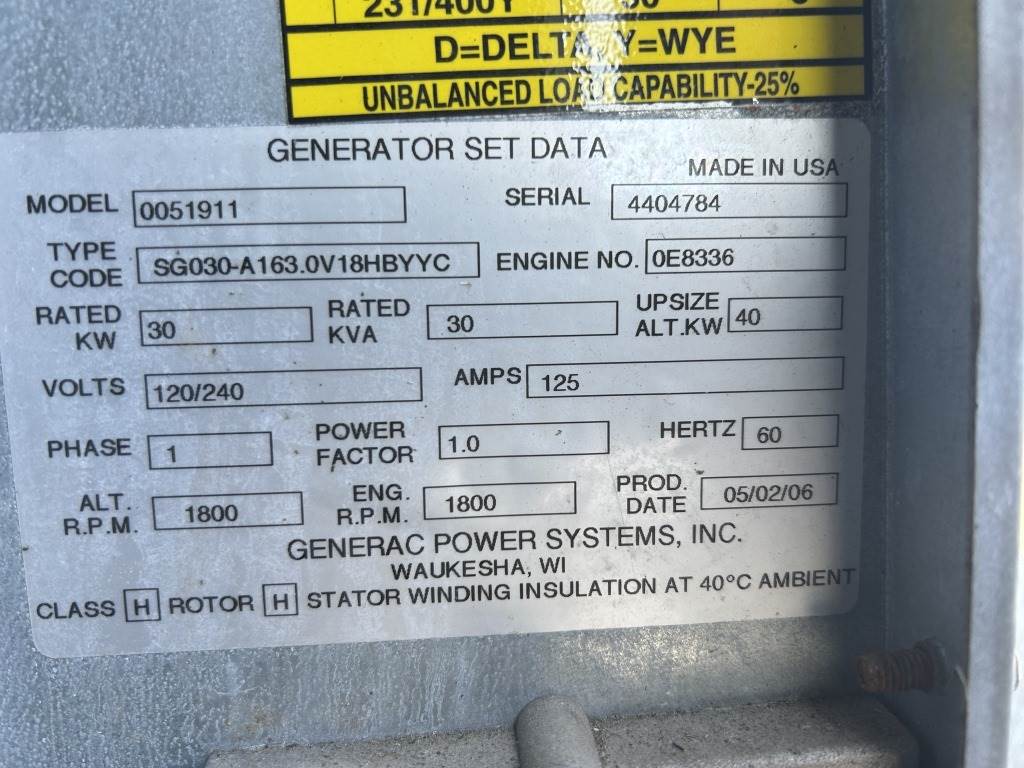 231/400Y
D=DELTA, Y=WYE
UNBALANCED LOAD CAPABILITY-25%
GENERATOR SET DATA
MADE IN USA
MODEL 0051911 SERIAL 4404784
TYPE CODE SG030-A163.0V18HBYYC ENGINE NO. 0E8336
RATED KW 30 RATED KVA 30 UPSIZE ALT.KW 40
VOLTS 120/240 AMPS 125
PHASE 1 POWER FACTOR 1.0 HERTZ 60
ALT. R.P.M. 1800 ENG. R.P.M. 1800 PROD. DATE 05/02/06
GENERAC POWER SYSTEMS, INC.
WAUKESHA, WI
CLASS H ROTOR H STATOR WINDING INSULATION AT 40°C AMBIENT